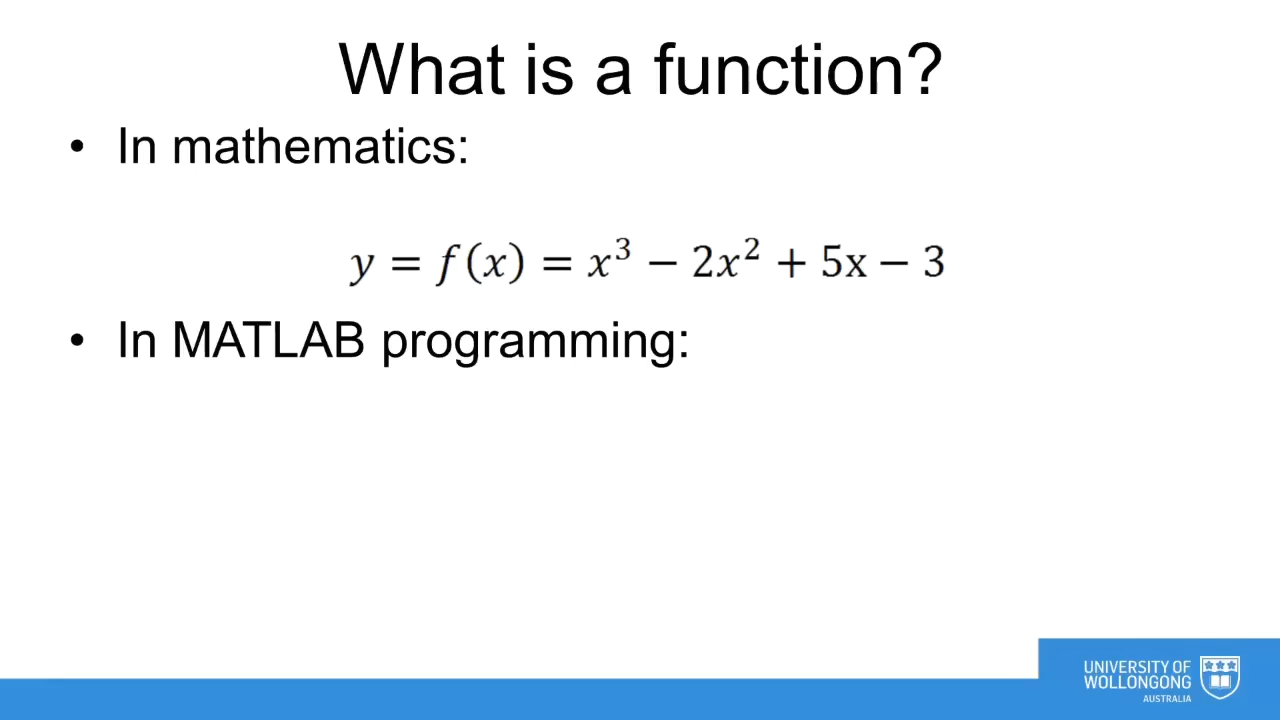 What is a function?
• In mathematics:
y = f(x) = x³ − 2x² + 5x − 3
• In MATLAB programming:
UNIVERSITY OF
WOLLONGONG
AUSTRALIA